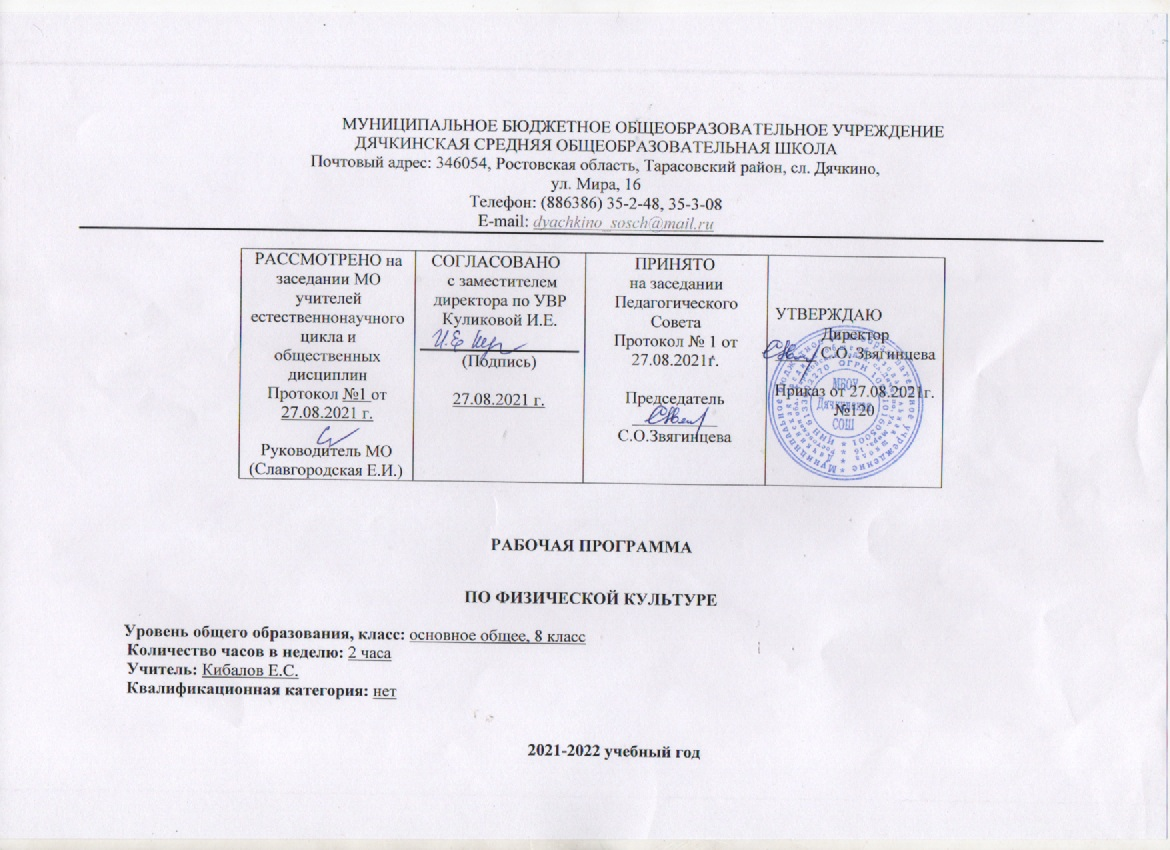 МУНИЦИПАЛЬНОЕ БЮДЖЕТНОЕ ОБЩЕОБРАЗОВАТЕЛЬНОЕ УЧРЕЖДЕНИЕ
ДЯЧКИНСКАЯ СРЕДНЯЯ ОБЩЕОБРАЗОВАТЕЛЬНАЯ ШКОЛА
Почтовый адрес: 346054, Ростовская область, Тарасовский район, сл. Дячкино,
ул. Мира, 16
Телефон: (886386) 35-2-48, 35-3-08
E-mail: dyachkino_sosch@mail.ru
РАССМОТРЕНО на
заседании МО
учителей
естественнонаучного
цикла и
общественных
дисциплин
Протокол №1 от
27.08.2021 г.
Руководитель МО
(Славгородская Е.И.)
СОГЛАСОВАНО
с заместителем
директора по УВР
Куликовой И.Е.
(Подпись)
27.08.2021 г.
ПРИНЯТО
на заседании
Педагогического
Совета
Протокол № 1 от
27.08.2021г.
Председатель
С.О.Звягинцева
УТВЕРЖДАЮ
Директор
С.О. Звягинцева
Приказ от 27.08.2021г.
№120
МБОУ
Дячкинская
СОШ
РАБОЧАЯ ПРОГРАММА
ПО ФИЗИЧЕСКОЙ КУЛЬТУРЕ
Уровень общего образования, класс: основное общее, 8 класс
Количество часов в неделю: 2 часа
Учитель: Кибалов Е.С.
Квалификационная категория: нет
2021-2022 учебный год